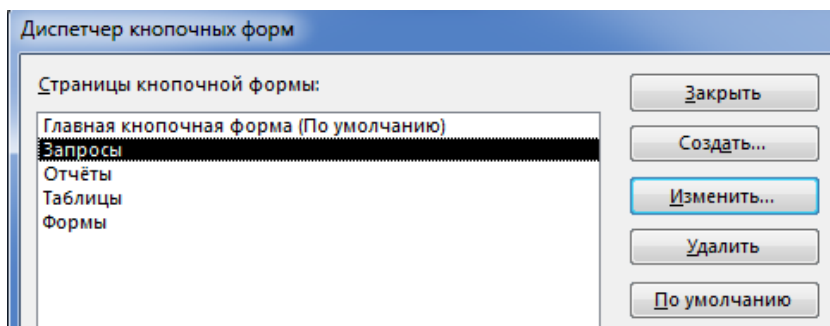 Диспетчер кнопочных форм
Страницы кнопочной формы:
Главная кнопочная форма (По умолчанию)
Запросы
Отчёты
Таблицы
Формы
Закрыть
Создать...
Изменить...
Удалить
По умолчанию